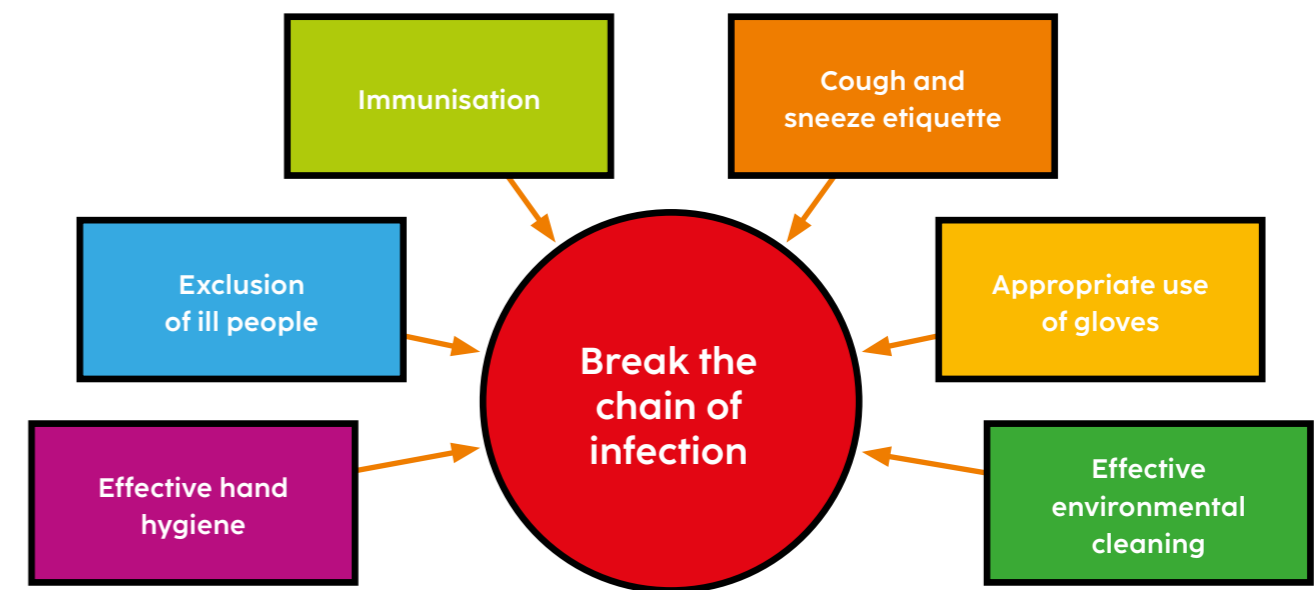 Immunisation
Cough and
sneeze etiquette
Exclusion
of ill people
Appropriate use
of gloves
Break the
chain of
infection
Effective hand
hygiene
Effective
environmental
cleaning